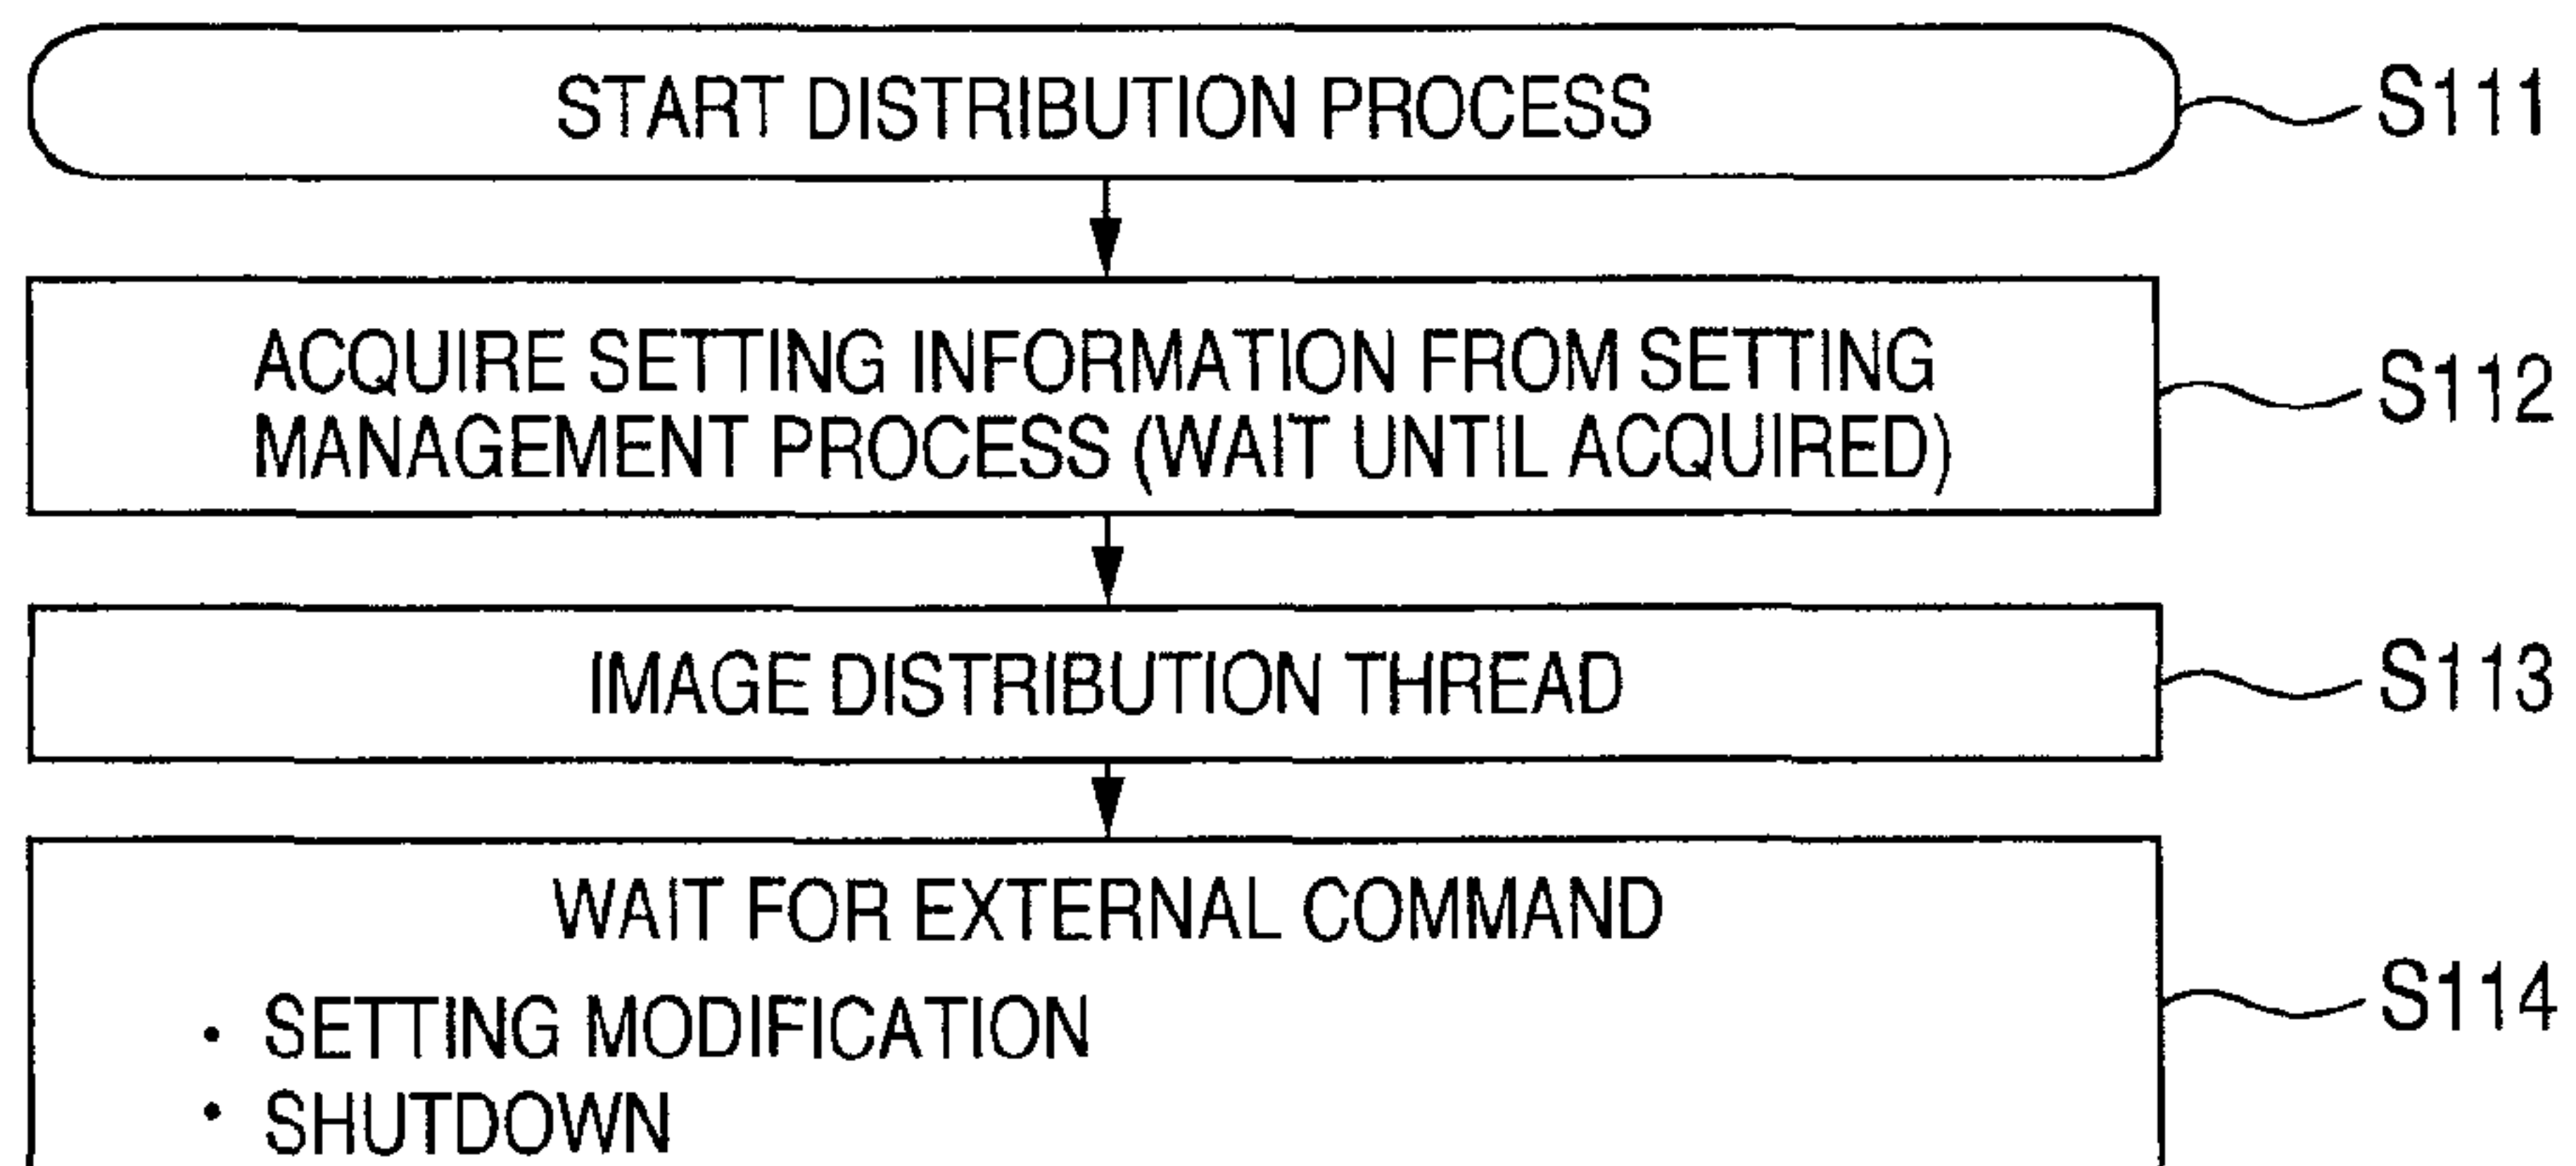 START DISTRIBUTION PROCESS
S111
ACQUIRE SETTING INFORMATION FROM SETTING
MANAGEMENT PROCESS (WAIT UNTIL ACQUIRED)
S112
IMAGE DISTRIBUTION THREAD
S113
WAIT FOR EXTERNAL COMMAND
S114
· SETTING MODIFICATION
· SHUTDOWN